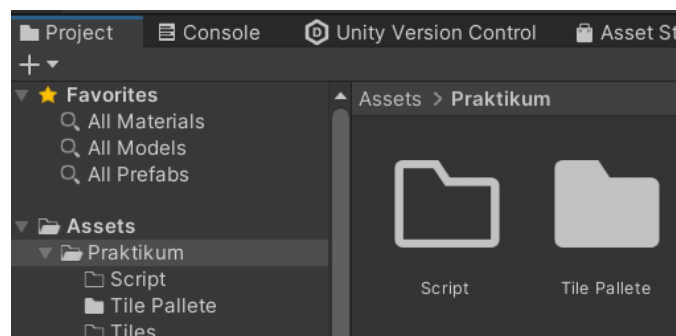 Project Console Unity Version Control Asset St
Favorites Assets > Praktikum
All Materials
All Models
All Prefabs
Assets
Praktikum
Script
Tile Pallete
Tiles
Script Tile Pallete